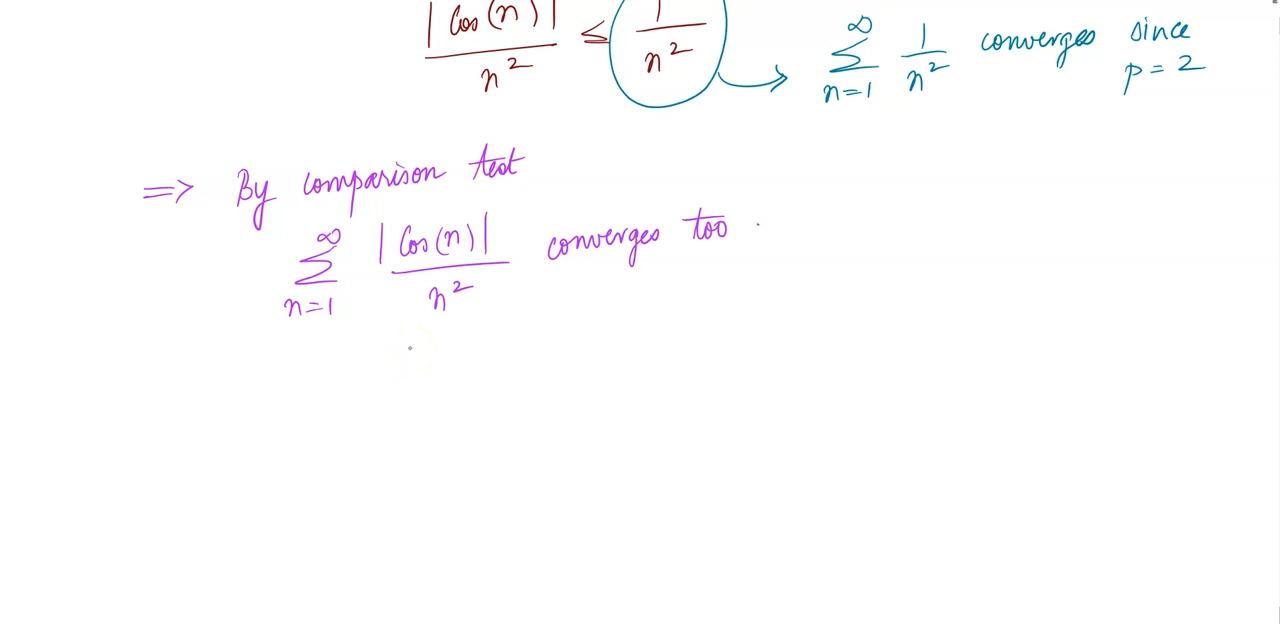 |Cos(n)| / n² ≤ 1 / n²
∞ Σ n=1 1 / n² converges since
p = 2
=> By comparison test
∞ Σ n=1 |Cos(n)| / n² converges too .